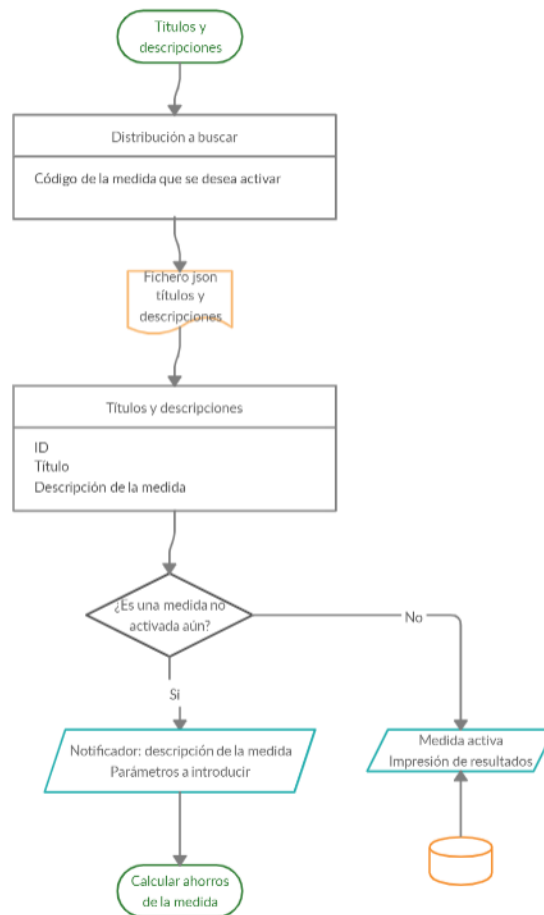 Títulos y
descripciones
Distribución a buscar
Código de la medida que se desea activar
Fichero json
títulos y
descripciones
Títulos y descripciones
ID
Título
Descripción de la medida
¿Es una medida no
activada aún?
No
Si
Notificador: descripción de la medida
Parámetros a introducir
Medida activa
Impresión de resultados
Calcular ahorros
de la medida